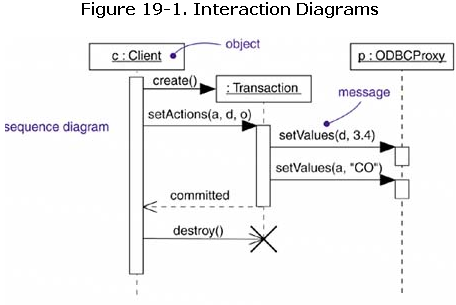 Figure 19-1. Interaction Diagrams
object
c : Client
p : ODBCProxy
create()
: Transaction
message
sequence diagram
setActions(a, d, o)
setValues(d, 3.4)
setValues(a, "CO")
committed
destroy()